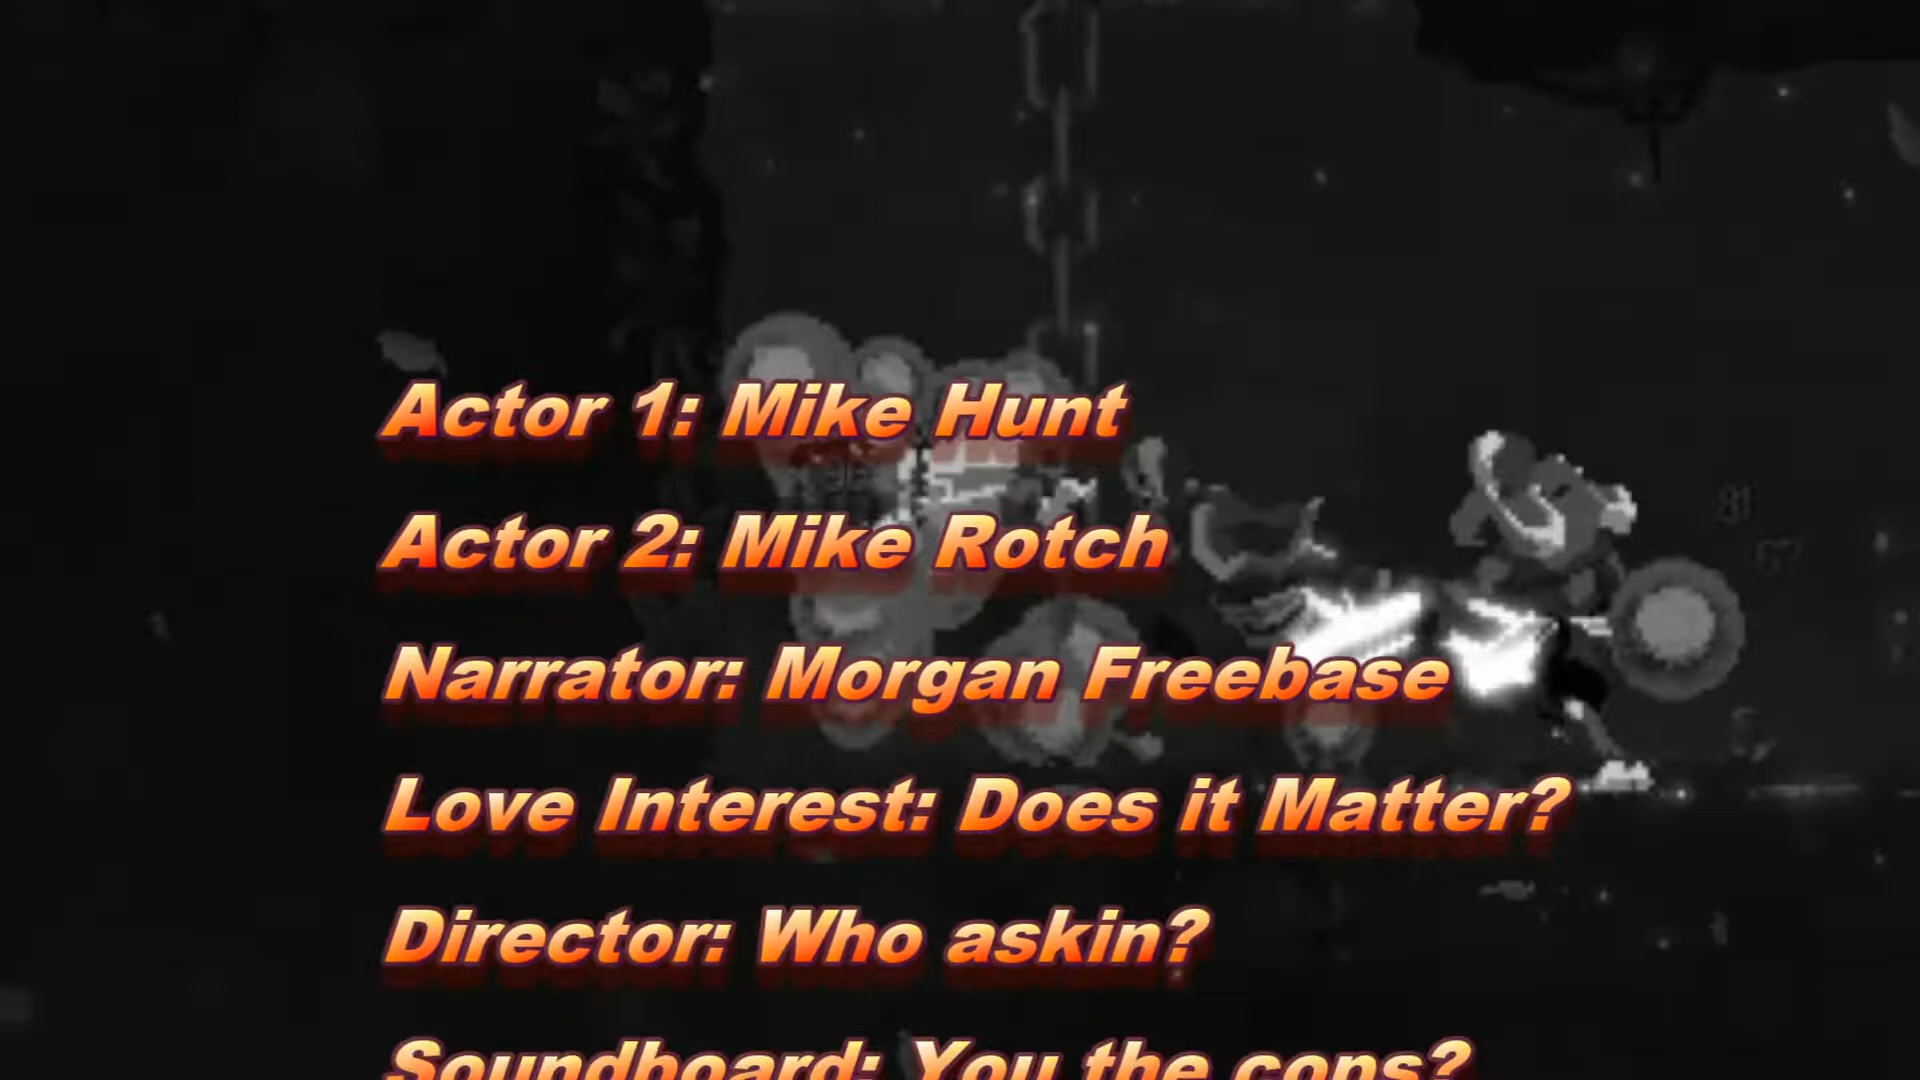 Actor 1: Mike Hunt
Actor 2: Mike Rotch
Narrator: Morgan Freebase
Love Interest: Does it Matter?
Director: Who askin?
Soundboard: You the cops?